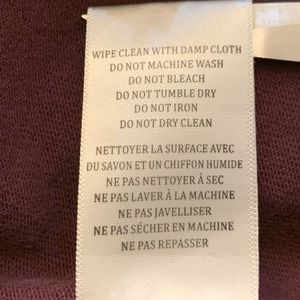 WIPE CLEAN WITH DAMP CLOTH
DO NOT MACHINE WASH
DO NOT BLEACH
DO NOT TUMBLE DRY
DO NOT IRON
DO NOT DRY CLEAN
NETTOYER LA SURFACE AVEC
DU SAVON ET UN CHIFFON HUMIDE
NE PAS NETTOYER À SEC
NE PAS LAVER À LA MACHINE
NE PAS JAVELLISER
NE PAS SÉCHER EN MACHINE
NE PAS REPASSER